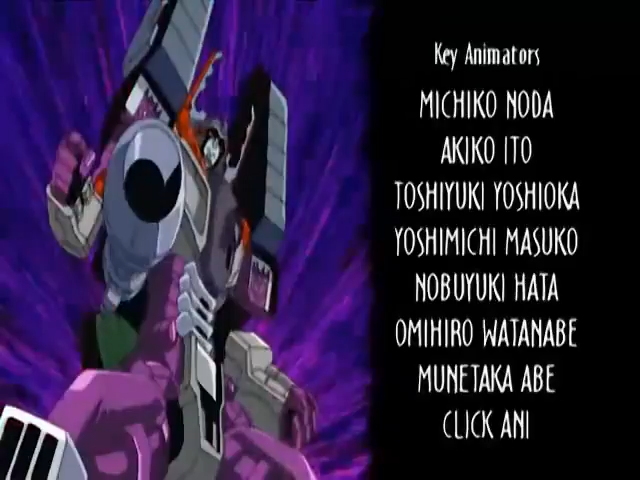 Key Animators
MICHIKO NODA
AKIKO ITO
TOSHIYUKI YOSHIOKA
YOSHIMICHI MASUKO
NOBUYUKI HATA
OMIHIRO WATANABE
MUNETAKA ABE
CLICK ANI